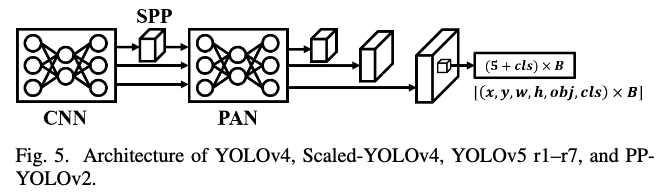 SPP
CNN
PAN
(5 + cls) × B
[(x, y, w, h, obj, cls) × B]
Fig. 5. Architecture of YOLOv4, Scaled-YOLOv4, YOLOv5 r1–r7, and PP-
YOLOv2.